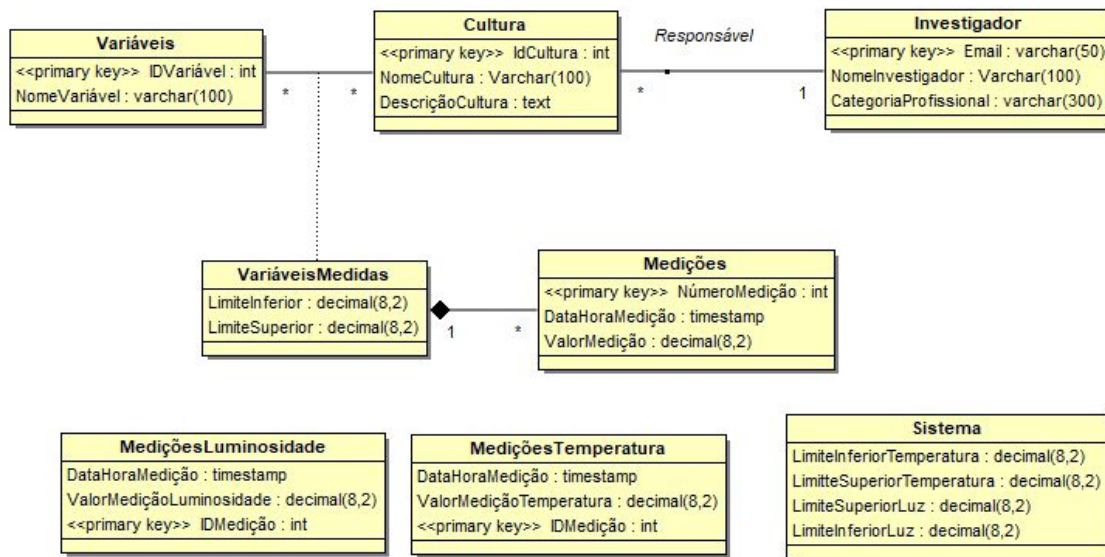 Variáveis
<<primary key>> IDVariável : int
NomeVariável : varchar(100)
*
*
Cultura
<<primary key>> IdCultura : int
NomeCultura : Varchar(100)
DescriçãoCultura : text
Responsável
*
1
Investigador
<<primary key>> Email : varchar(50)
NomeInvestigador : Varchar(100)
CategoriaProfissional : varchar(300)
VariáveisMedidas
LimiteInferior : decimal(8,2)
LimiteSuperior : decimal(8,2)
1
*
Medições
<<primary key>> NúmeroMedição : int
DataHoraMedição : timestamp
ValorMedição : decimal(8,2)
MediçõesLuminosidade
DataHoraMedição : timestamp
ValorMediçãoLuminosidade : decimal(8,2)
<<primary key>> IDMedição : int
MediçõesTemperatura
DataHoraMedição : timestamp
ValorMediçãoTemperatura : decimal(8,2)
<<primary key>> IDMedição : int
Sistema
LimiteInferiorTemperatura : decimal(8,2)
LimitteSuperiorTemperatura : decimal(8,2)
LimiteSuperiorLuz : decimal(8,2)
LimiteInferiorLuz : decimal(8,2)